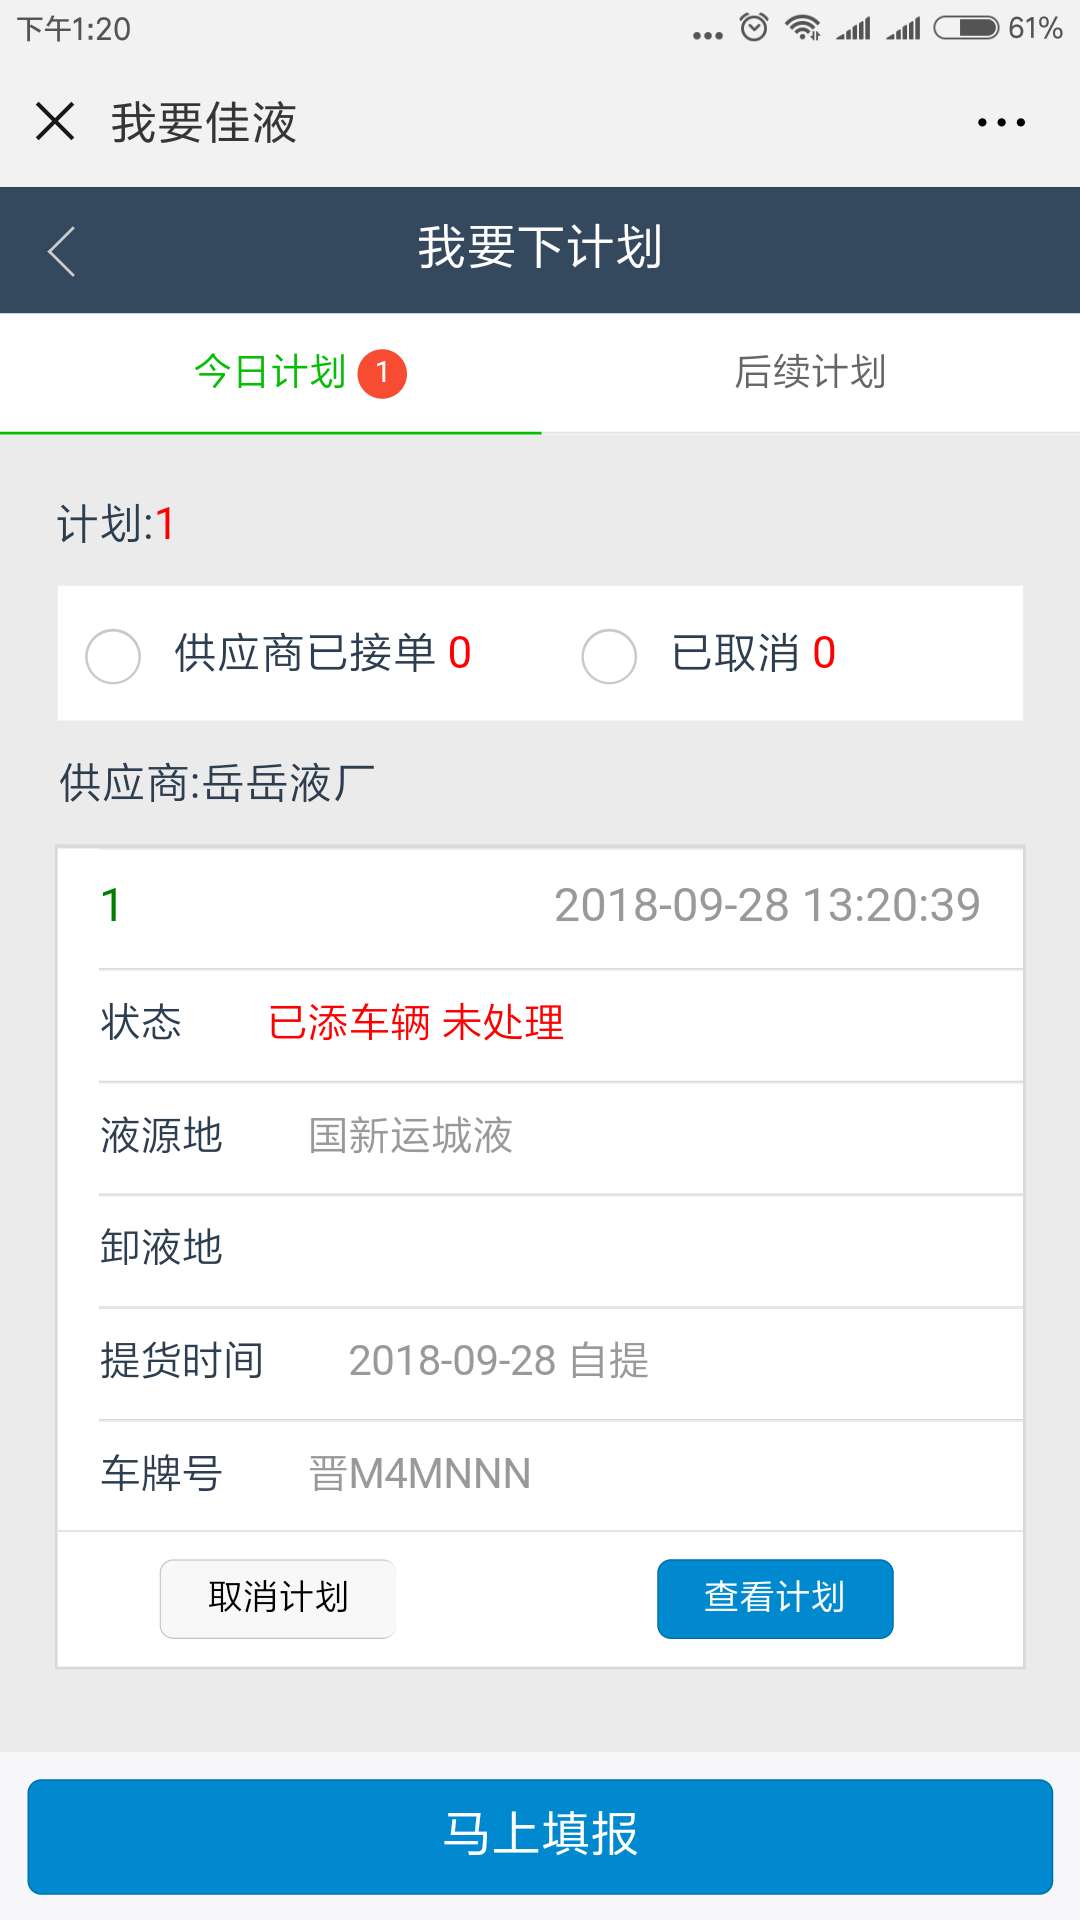 下午1:20
61%
我要佳液
我要下计划
今日计划 1
后续计划
计划:1
供应商已接单 0
已取消 0
供应商:岳岳液厂
1
2018-09-28 13:20:39
状态 已添车辆 未处理
液源地 国新运城液
卸液地
提货时间 2018-09-28 自提
车牌号 晋M4MNNN
取消计划
查看计划
马上填报